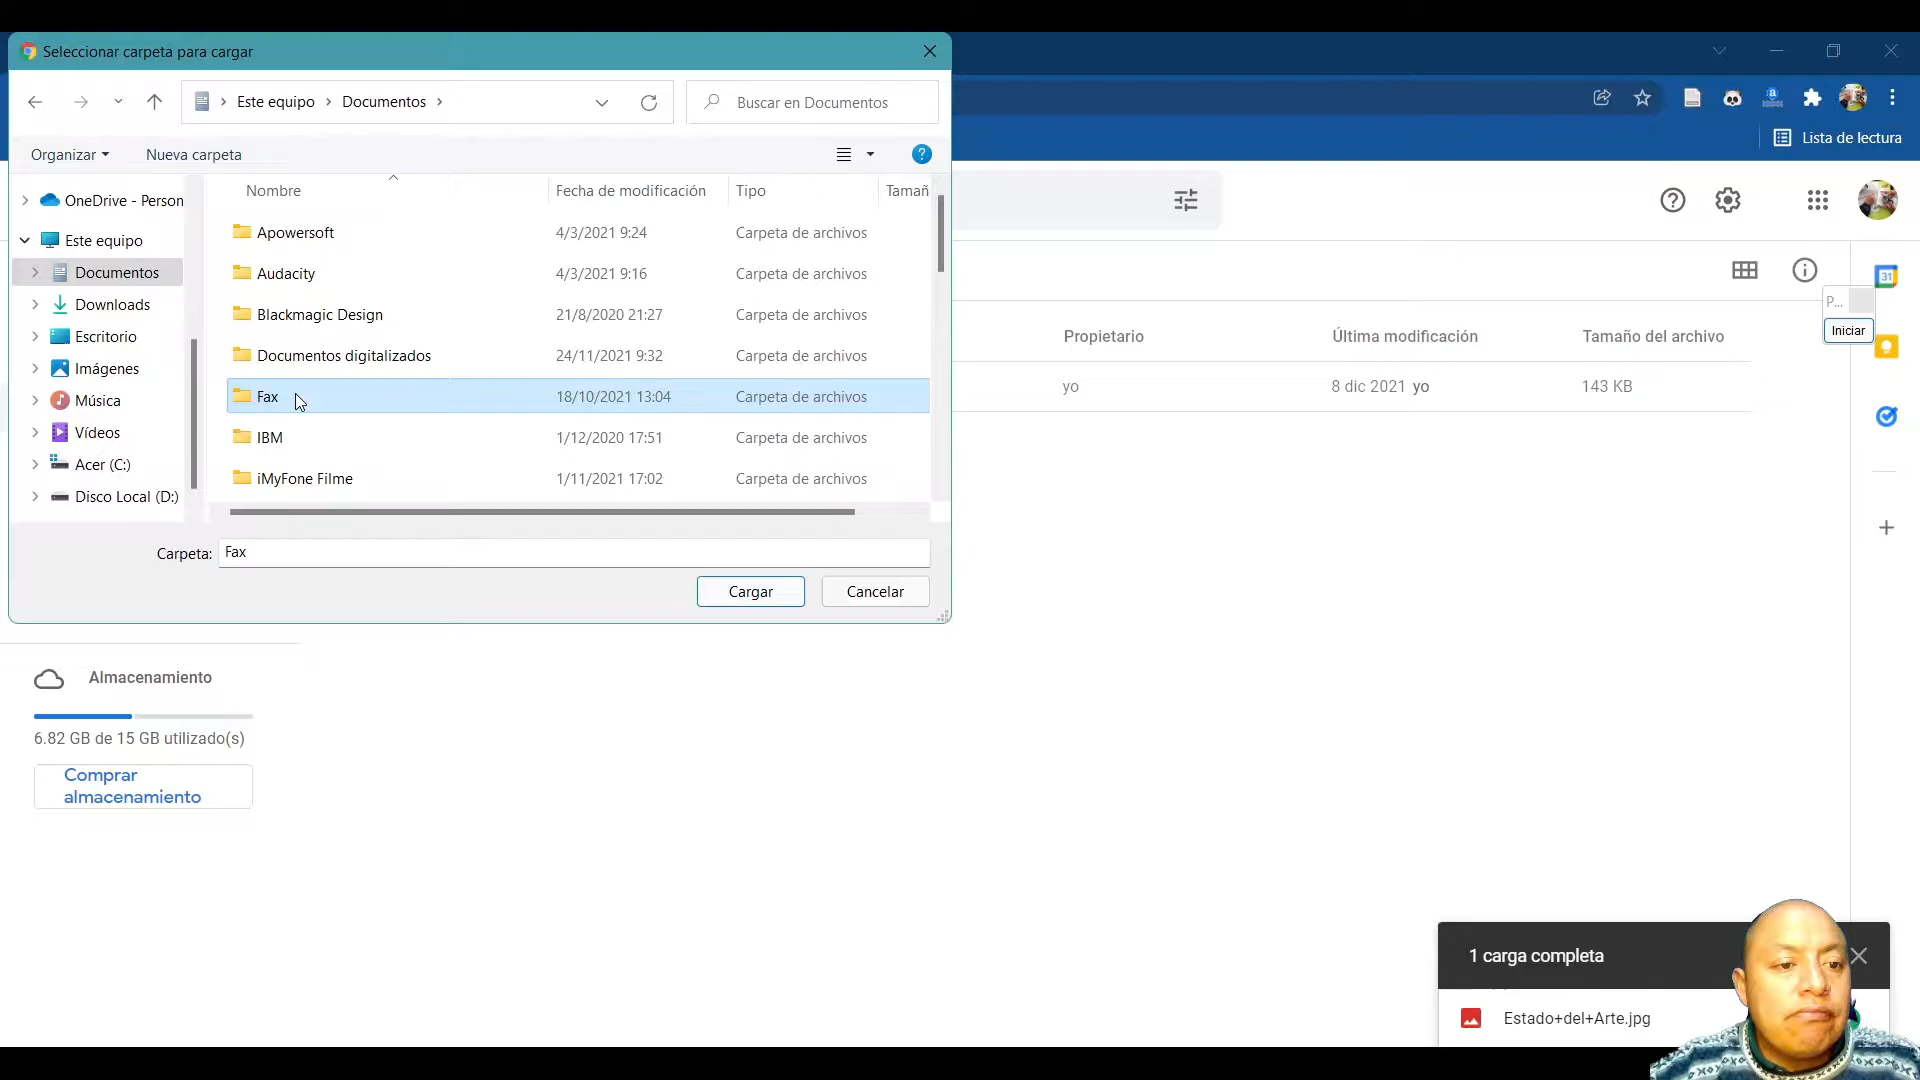 Seleccionar carpeta para cargar
Este equipo > Documentos >
Buscar en Documentos
Organizar
Nueva carpeta
Lista de lectura
Nombre
Fecha de modificación
Tipo
Tamañ
OneDrive - Person
Este equipo
Documentos
Downloads
Escritorio
Imágenes
Música
Vídeos
Acer (C:)
Disco Local (D:)
Apowersoft 4/3/2021 9:24 Carpeta de archivos
Audacity 4/3/2021 9:16 Carpeta de archivos
Blackmagic Design 21/8/2020 21:27 Carpeta de archivos
Documentos digitalizados 24/11/2021 9:32 Carpeta de archivos
Fax 18/10/2021 13:04 Carpeta de archivos
IBM 1/12/2020 17:51 Carpeta de archivos
iMyFone Filme 1/11/2021 17:02 Carpeta de archivos
Carpeta: Fax
Cargar
Cancelar
Propietario
Última modificación
Tamaño del archivo
yo
8 dic 2021 yo
143 KB
31
P...
Iniciar
Almacenamiento
6.82 GB de 15 GB utilizado(s)
Comprar
almacenamiento
1 carga completa
Estado+del+Arte.jpg